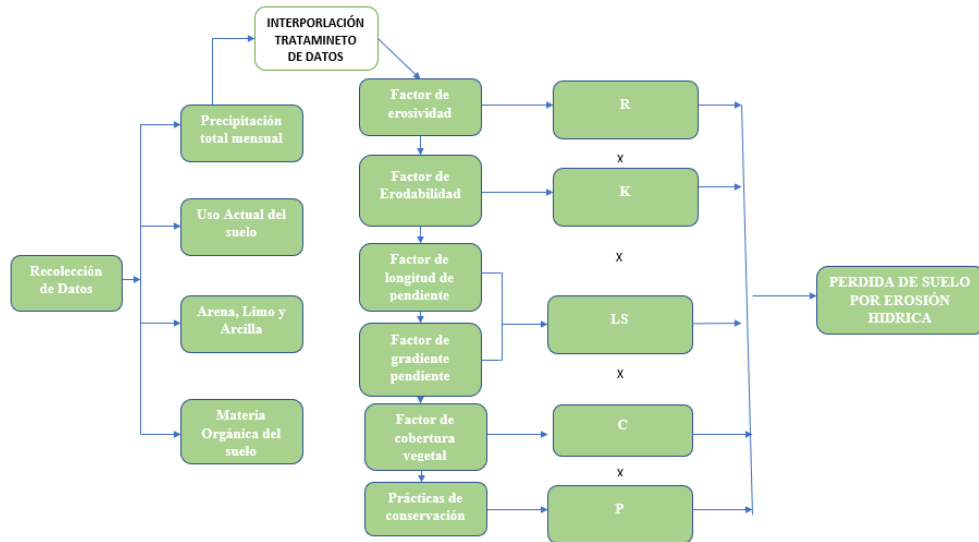 INTERPORLACIÓN
TRATAMINETO
DE DATOS
Recolección
de Datos
Precipitación
total mensual
Uso Actual del
suelo
Arena, Limo y
Arcilla
Materia
Orgánica del
suelo
Factor de
erosividad
R
x
Factor de
Erodabilidad
K
X
Factor de
longitud de
pendiente
Factor de
gradiente
pendiente
LS
X
Factor de
cobertura
vegetal
C
x
Prácticas de
conservación
P
PERDIDA DE SUELO
POR EROSIÓN
HIDRICA